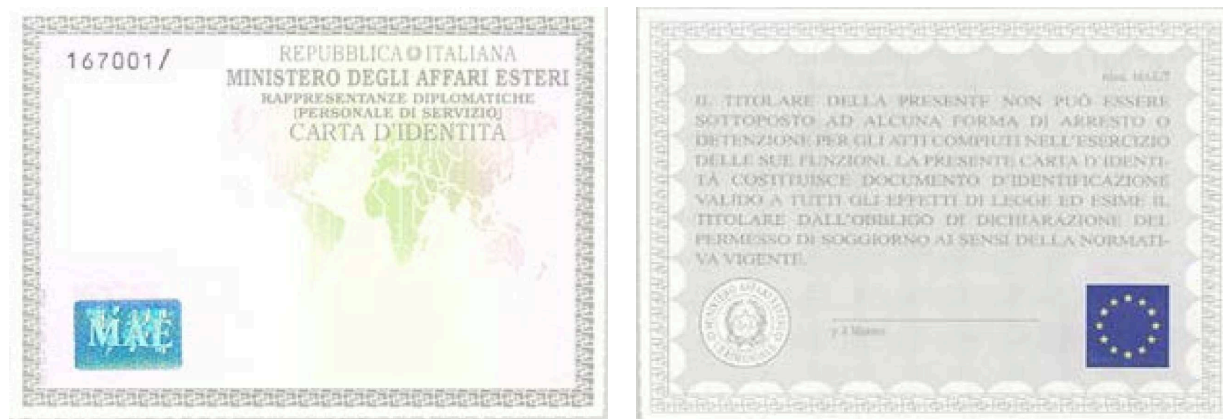 167001/
REPUBBLICA ITALIANA
MINISTERO DEGLI AFFARI ESTERI
RAPPRESENTANZE DIPLOMATICHE
(PERSONALE DI SERVIZIO)
CARTA D'IDENTITÀ
MAE
IL TITOLARE DELLA PRESENTE NON PUÒ ESSERE
SOTTOPOSTO AD ALCUNA FORMA DI ARRESTO O
DETENZIONE PER GLI ATTI COMPIUTI NELL'ESERCIZIO
DELLE SUE FUNZIONI. LA PRESENTE CARTA D'IDENTI-
TÀ COSTITUISCE DOCUMENTO D'IDENTIFICAZIONE
VALIDO A TUTTI GLI EFFETTI DI LEGGE ED ESIME IL
TITOLARE DALL'OBBLIGO DI DICHIARAZIONE DEL
PERMESSO DI SOGGIORNO AI SENSI DELLA NORMATI-
VA VIGENTE.